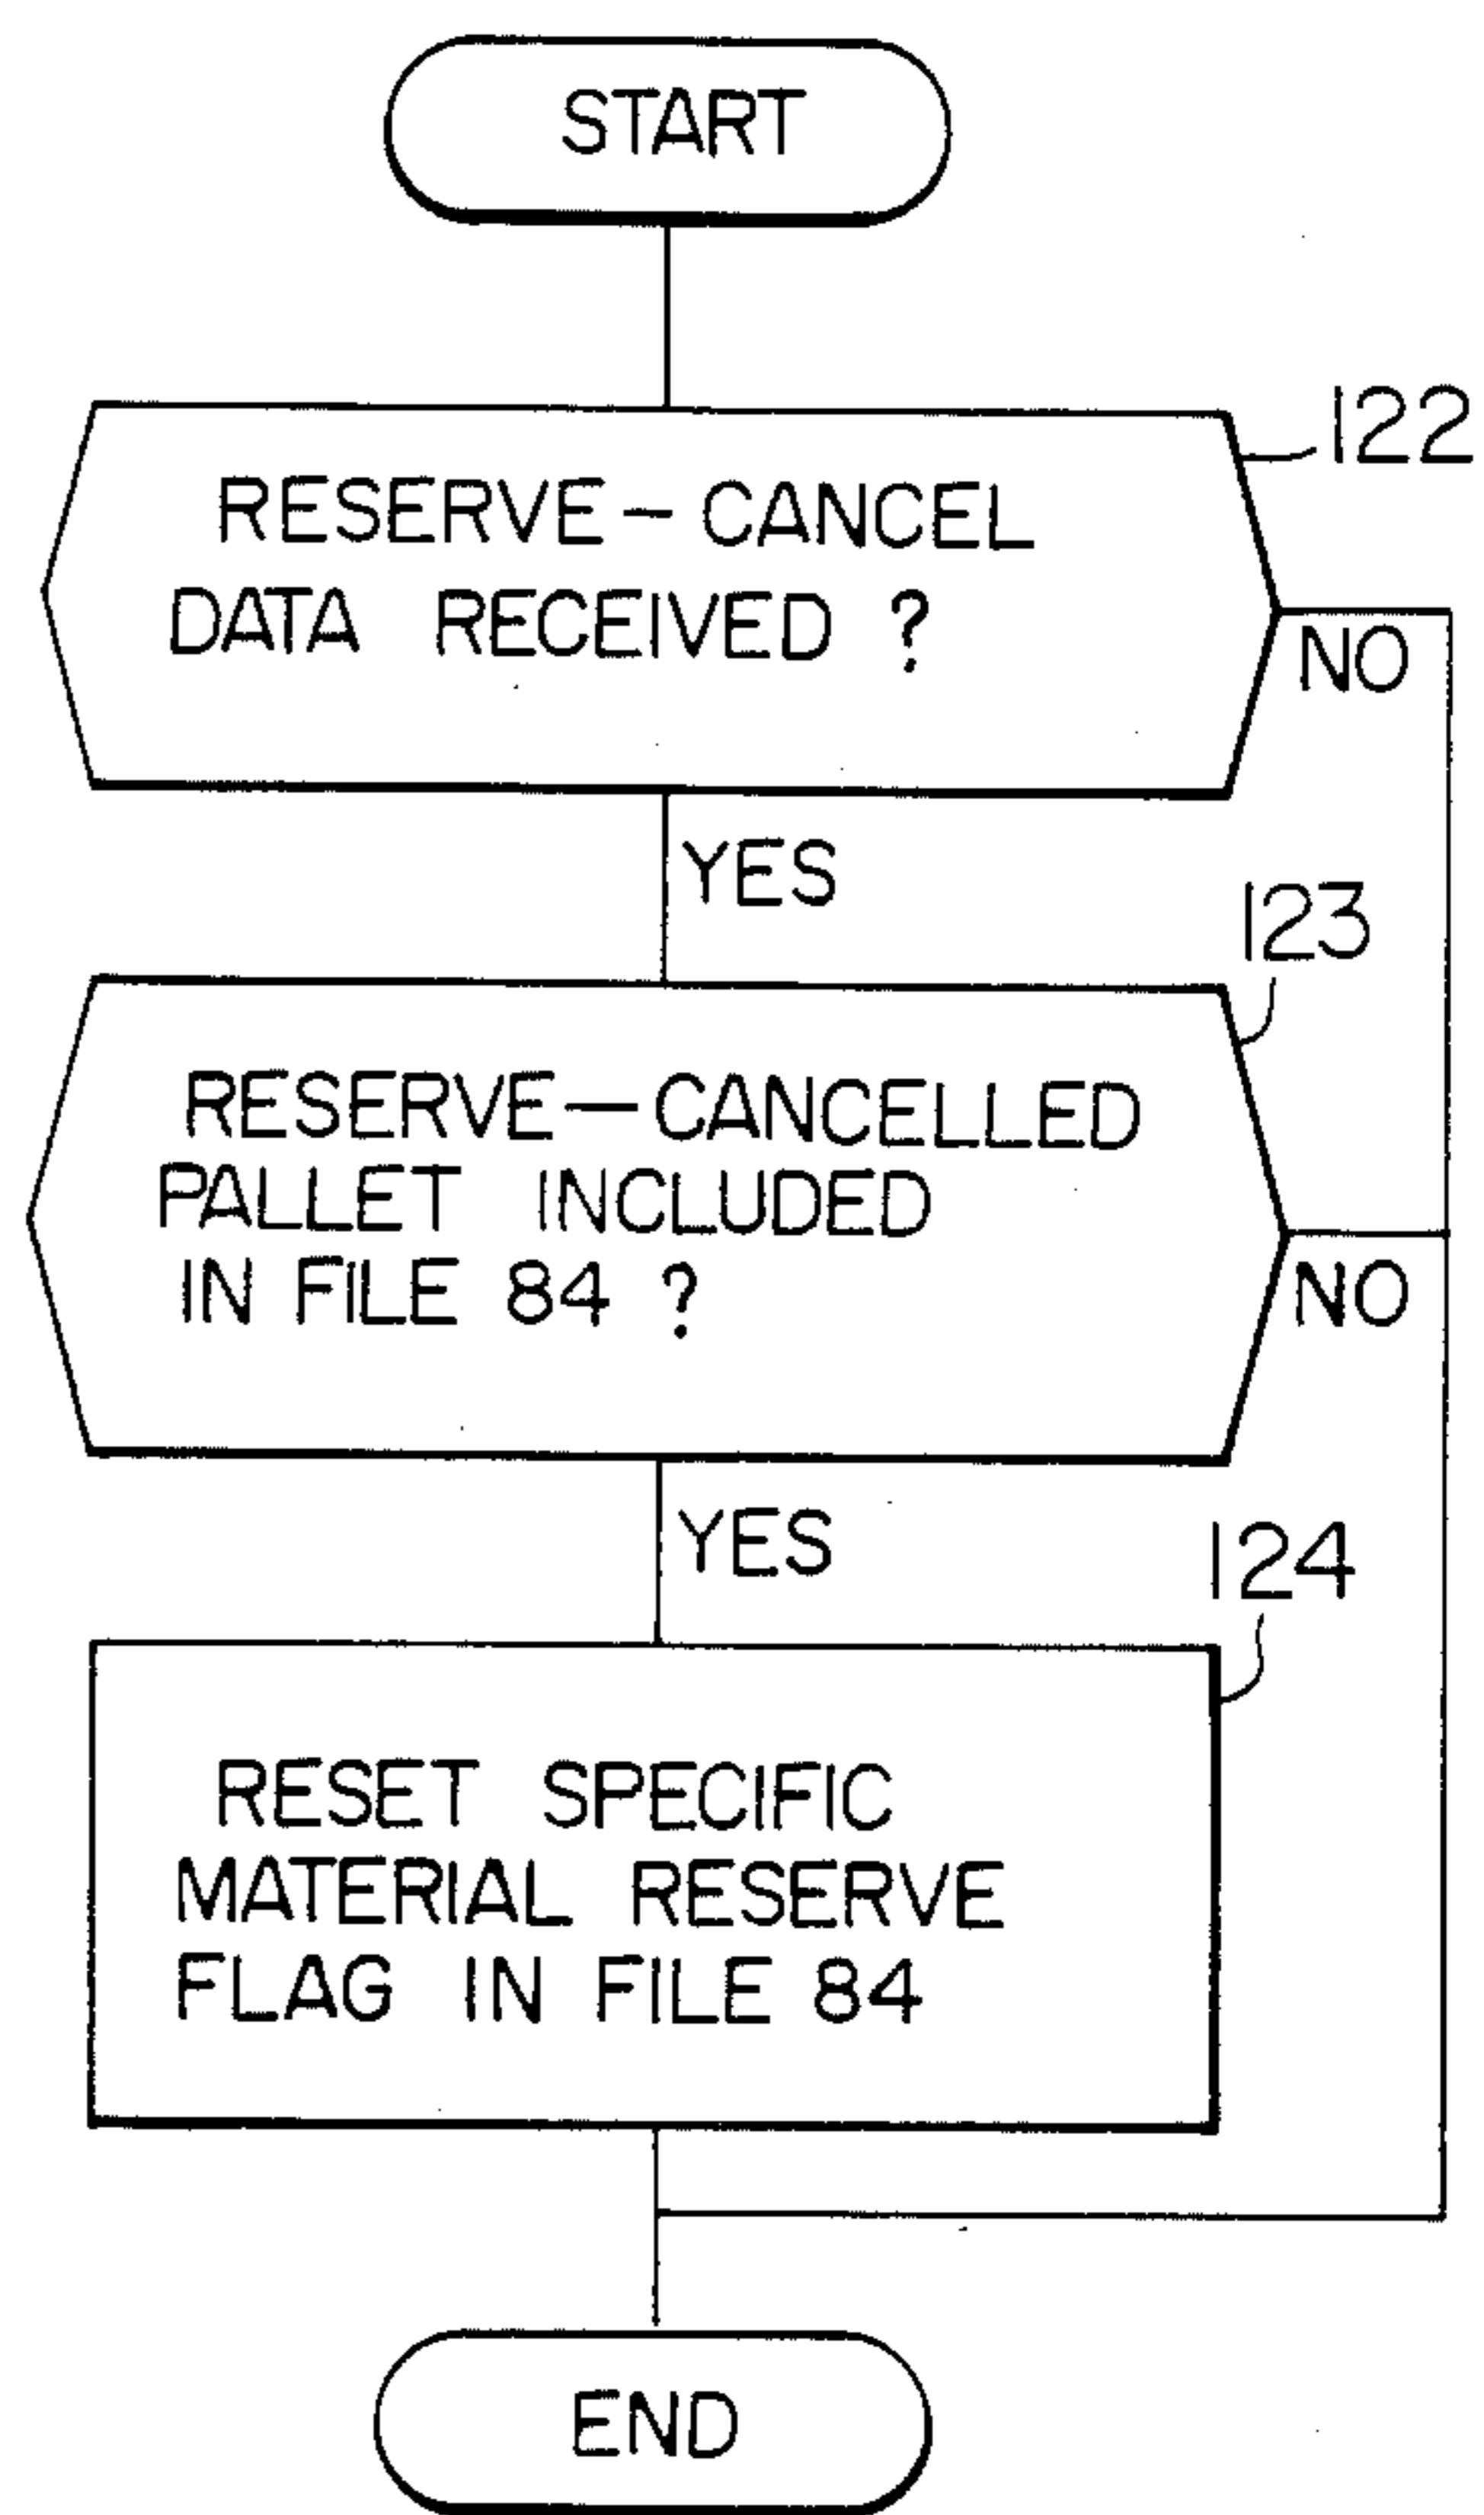 START
122
RESERVE-CANCEL
DATA RECEIVED ?
NO
YES
123
RESERVE-CANCELLED
PALLET INCLUDED
IN FILE 84 ?
NO
YES
124
RESET SPECIFIC
MATERIAL RESERVE
FLAG IN FILE 84
END